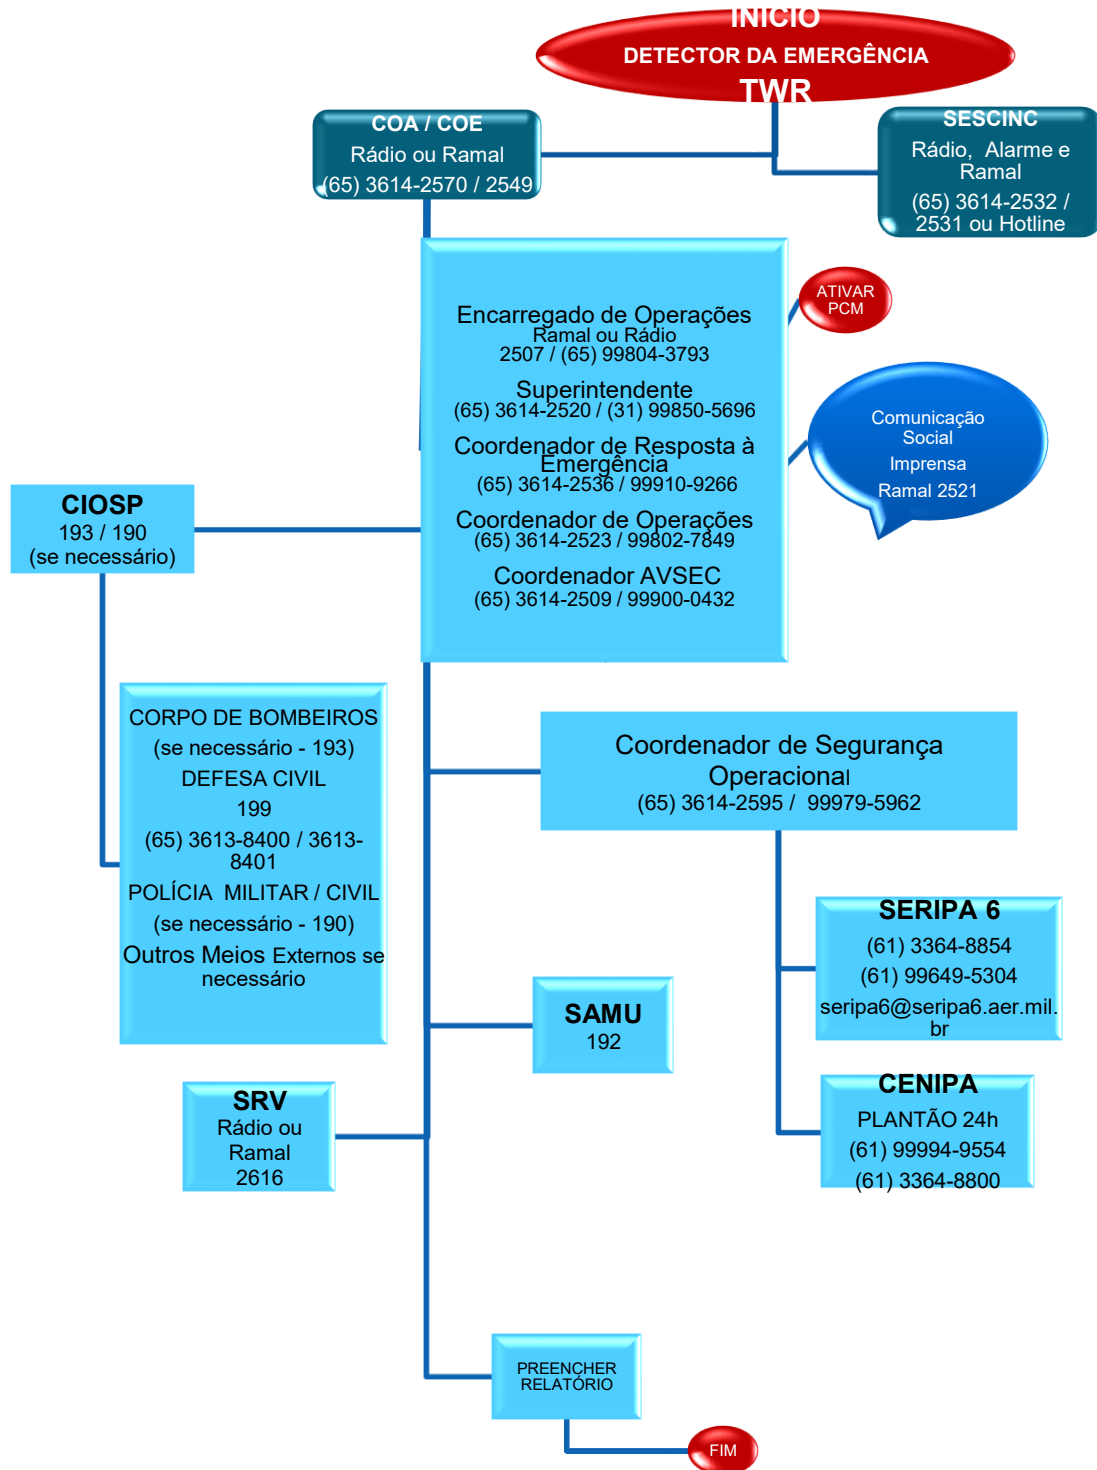 INÍCIO
DETECTOR DA EMERGÊNCIA
TWR
COA / COE
Rádio ou Ramal
(65) 3614-2570 / 2549
SESCINC
Rádio, Alarme e
Ramal
(65) 3614-2532 /
2531 ou Hotline
Encarregado de Operações
Ramal ou Rádio
2507 / (65) 99804-3793
Superintendente
(65) 3614-2520 / (31) 99850-5696
Coordenador de Resposta à
Emergência
(65) 3614-2536 / 99910-9266
Coordenador de Operações
(65) 3614-2523 / 99802-7849
Coordenador AVSEC
(65) 3614-2509 / 99900-0432
ATIVAR
PCM
Comunicação
Social
Imprensa
Ramal 2521
CIOSP
193 / 190
(se necessário)
CORPO DE BOMBEIROS
(se necessário - 193)
DEFESA CIVIL
199
(65) 3613-8400 / 3613-
8401
POLÍCIA MILITAR / CIVIL
(se necessário - 190)
Outros Meios Externos se
necessário
Coordenador de Segurança
Operacional
(65) 3614-2595 / 99979-5962
SERIPA 6
(61) 3364-8854
(61) 99649-5304
seripa6@seripa6.aer.mil.
br
SAMU
192
CENIPA
PLANTÃO 24h
(61) 99994-9554
(61) 3364-8800
SRV
Rádio ou
Ramal
2616
PREENCHER
RELATÓRIO
FIM